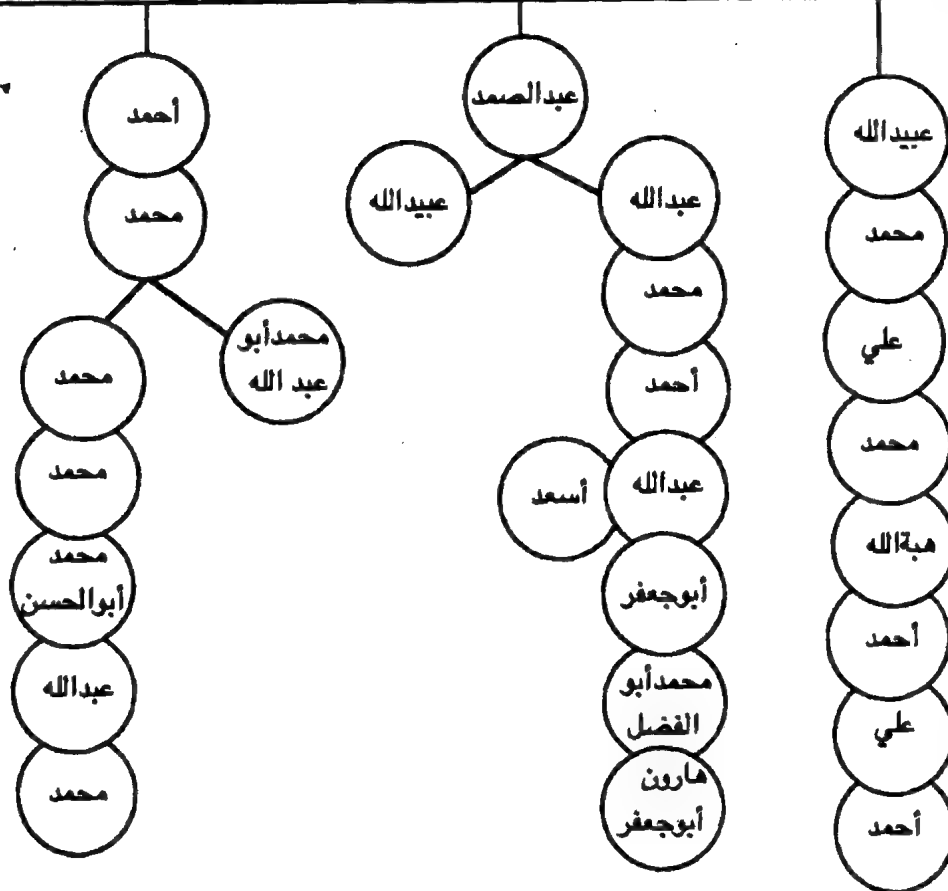 عبيدالله
محمد
علي
محمد
هبةالله
أحمد
علي
أحمد
عبدالصمد
عبدالله
عبيدالله
محمد
أحمد
عبدالله
أسعد
أبوجعفر
محمدأبو
الفضل
هارون
أبوجعفر
أحمد
محمد
محمدأبو
عبد الله
محمد
محمد
محمد
أبوالحسن
عبدالله
محمد